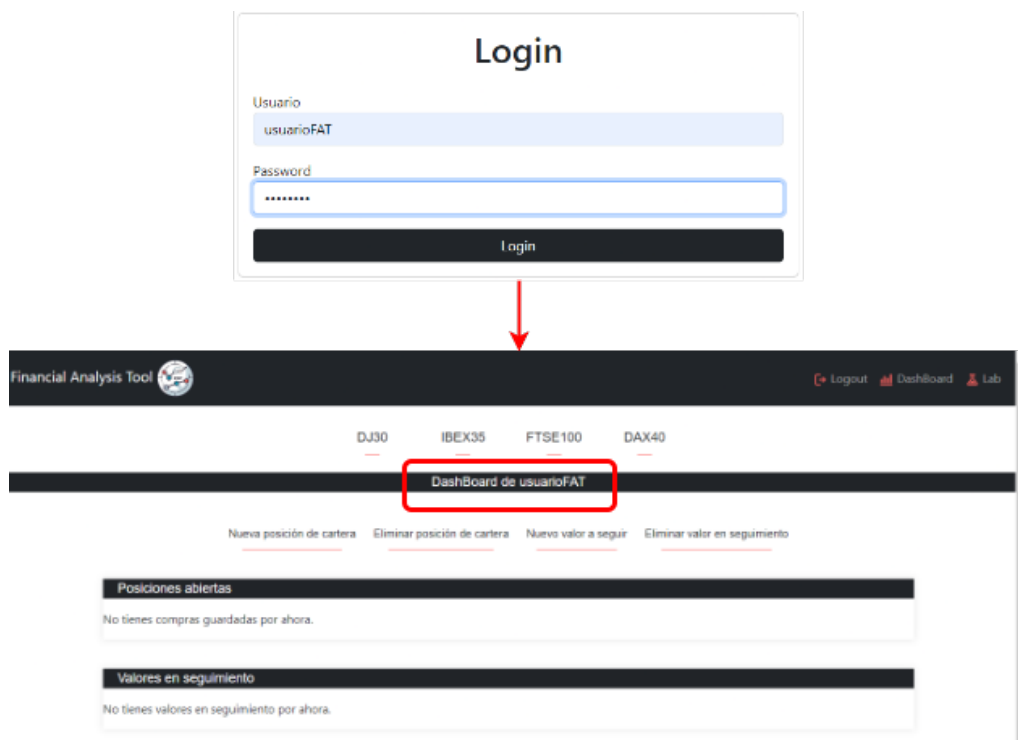 Login
Usuario
usuarioFAT
Password
••••••••
Login
Financial Analysis Tool Logout DashBoard Lab
DJ30 IBEX35 FTSE100 DAX40
DashBoard de usuarioFAT
Nueva posición de cartera Eliminar posición de cartera Nuevo valor a seguir Eliminar valor en seguimiento
Posiciones abiertas
No tienes compras guardadas por ahora.
Valores en seguimiento
No tienes valores en seguimiento por ahora.